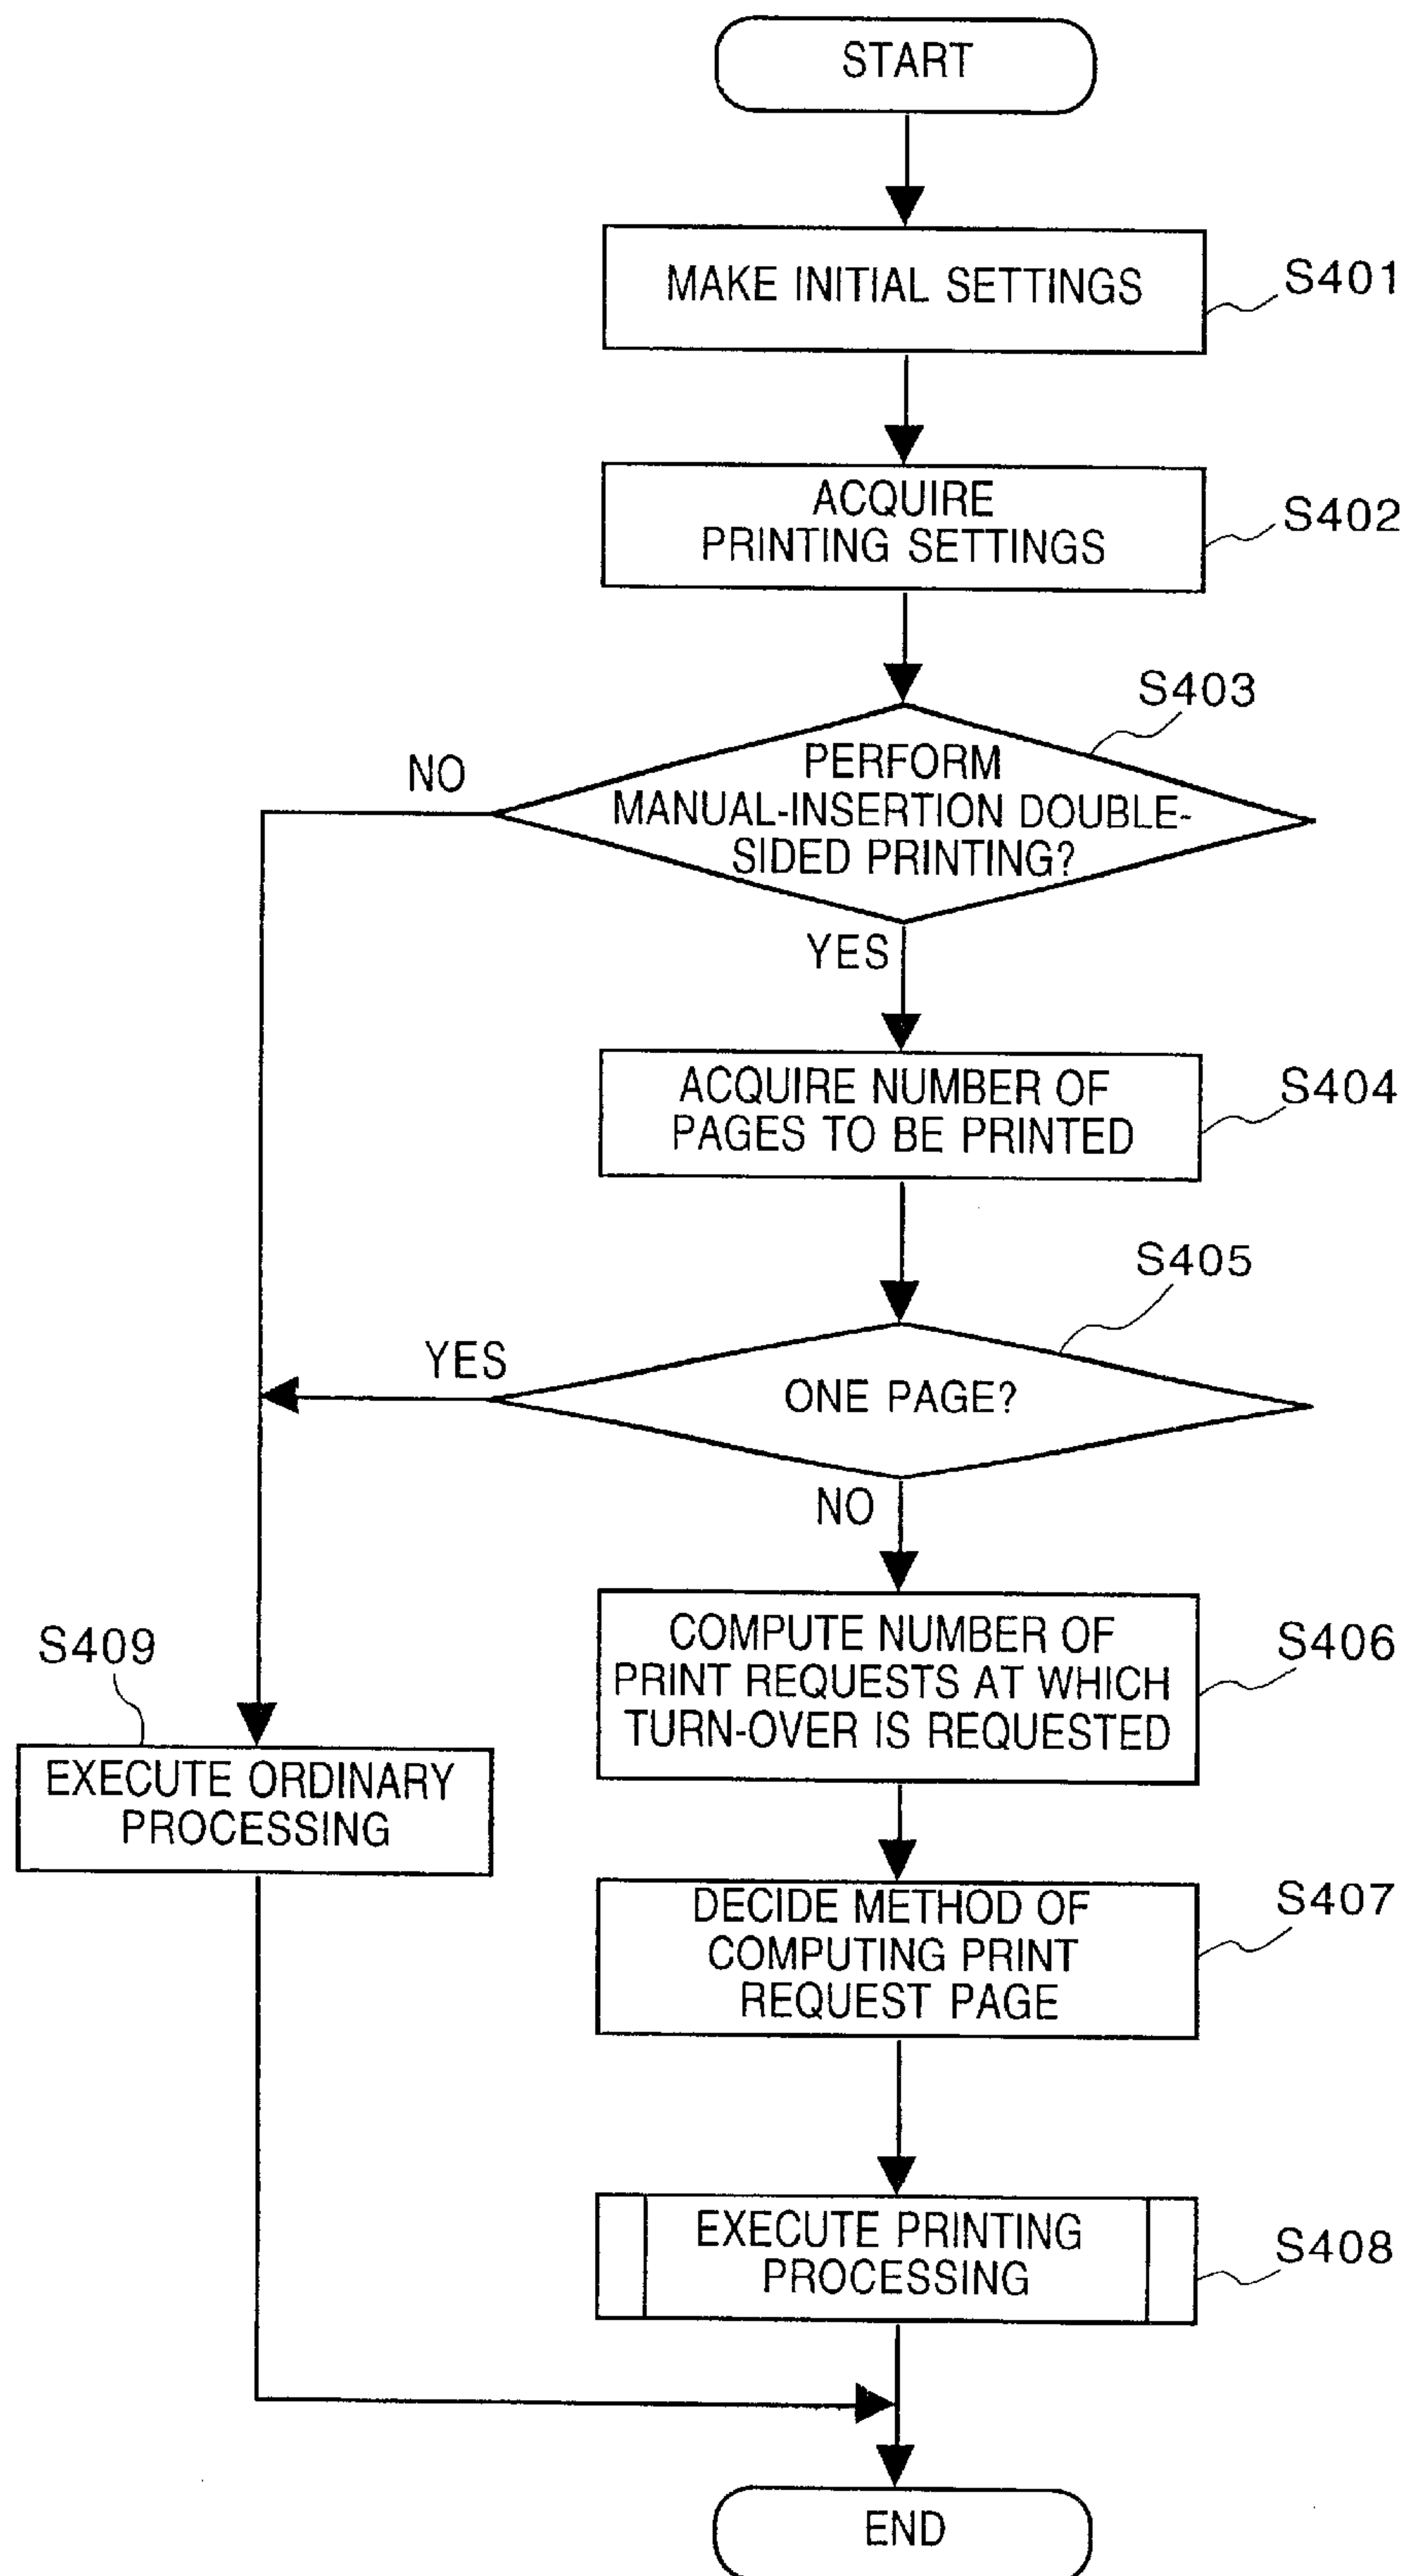 START
MAKE INITIAL SETTINGS
S401
ACQUIRE
PRINTING SETTINGS
S402
S403
NO
PERFORM
MANUAL-INSERTION DOUBLE-
SIDED PRINTING?
YES
ACQUIRE NUMBER OF
PAGES TO BE PRINTED
S404
S405
YES
ONE PAGE?
NO
COMPUTE NUMBER OF
PRINT REQUESTS AT WHICH
TURN-OVER IS REQUESTED
S406
S409
EXECUTE ORDINARY
PROCESSING
DECIDE METHOD OF
COMPUTING PRINT
REQUEST PAGE
S407
EXECUTE PRINTING
PROCESSING
S408
END